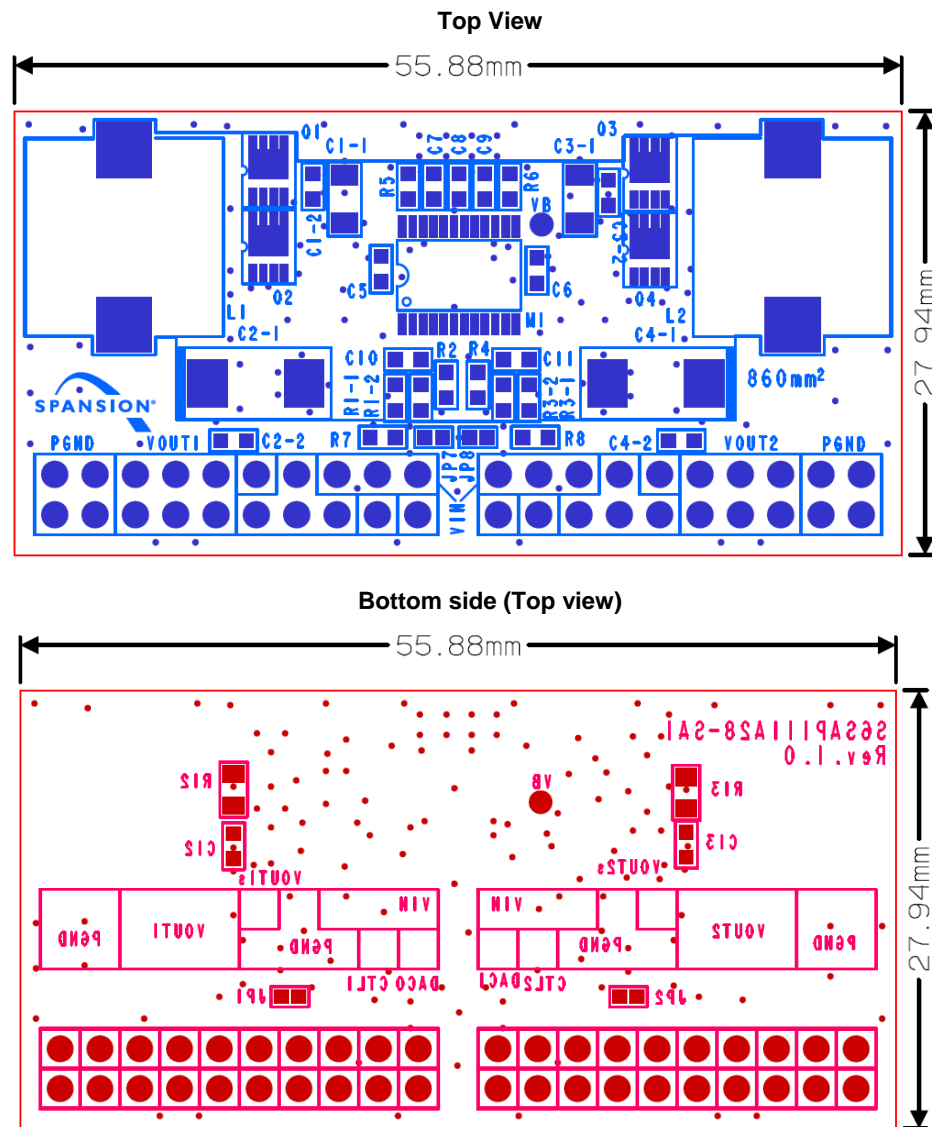 Top View
55.88mm
27.94mm
Q1
C1-1
C7
C8
C9
C3-1
Q3
R5
R6
VB
C1-2
C3-2
Q2
C5
C6
Q4
L1
M1
L2
C2-1
C4-1
C10
R2
R4
C11
R1-1
R1-2
R3-2
R3-1
860mm²
SPANSION®
PGND
VOUT1
C2-2
R7
JP7
JP8
R8
C4-2
VOUT2
PGND
VIN
Bottom side (Top view)
55.88mm
27.94mm
S6SAP111A28-SA1
Rev.1.0
R12
VB
R13
C12
C13
VOUT1s
VOUT2s
PGND
VOUT1
PGND
VIN
VIN
PGND
VOUT2
PGND
CTL1
DAC0
DAC1
CTL2
JP1
JP2